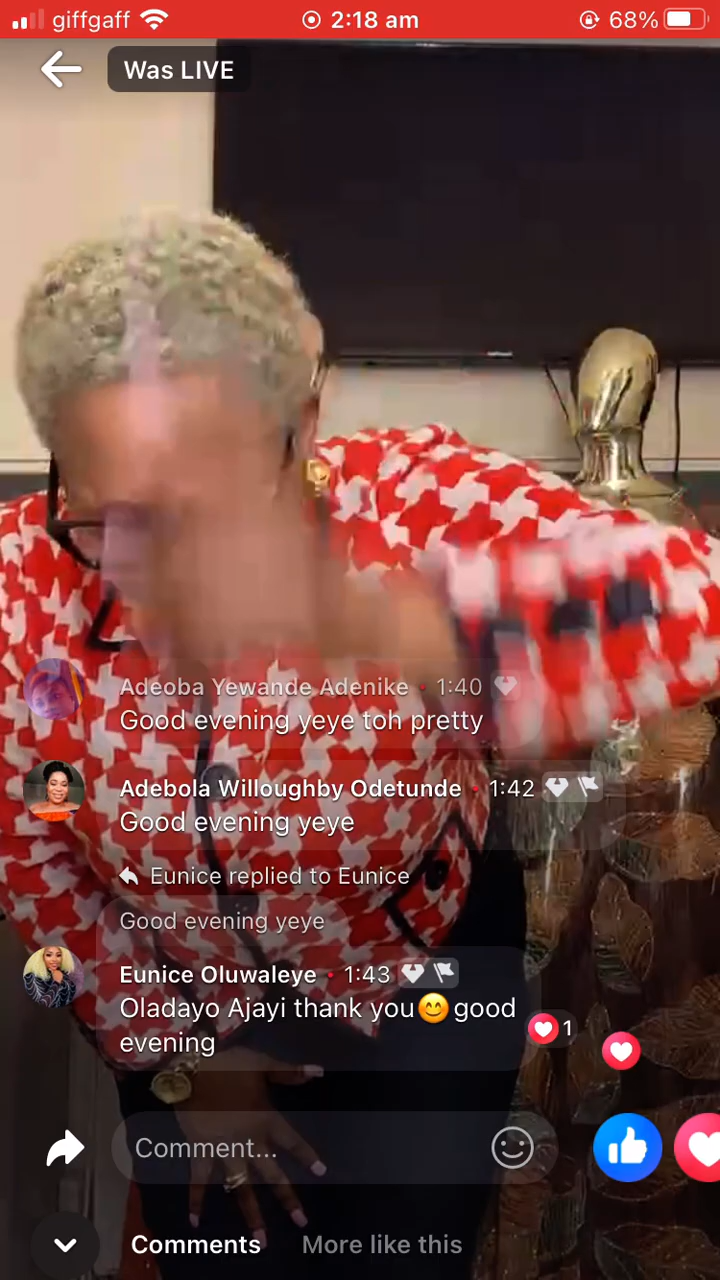 giffgaff
2:18 am
68%
Was LIVE
Adeoba Yewande Adenike • 1:40
Good evening yeye toh pretty
Adebola Willoughby Odetunde • 1:42
Good evening yeye
Eunice replied to Eunice
Good evening yeye
Eunice Oluwaleye • 1:43
Oladayo Ajayi thank you😊good
evening
1
Comment...
Comments
More like this